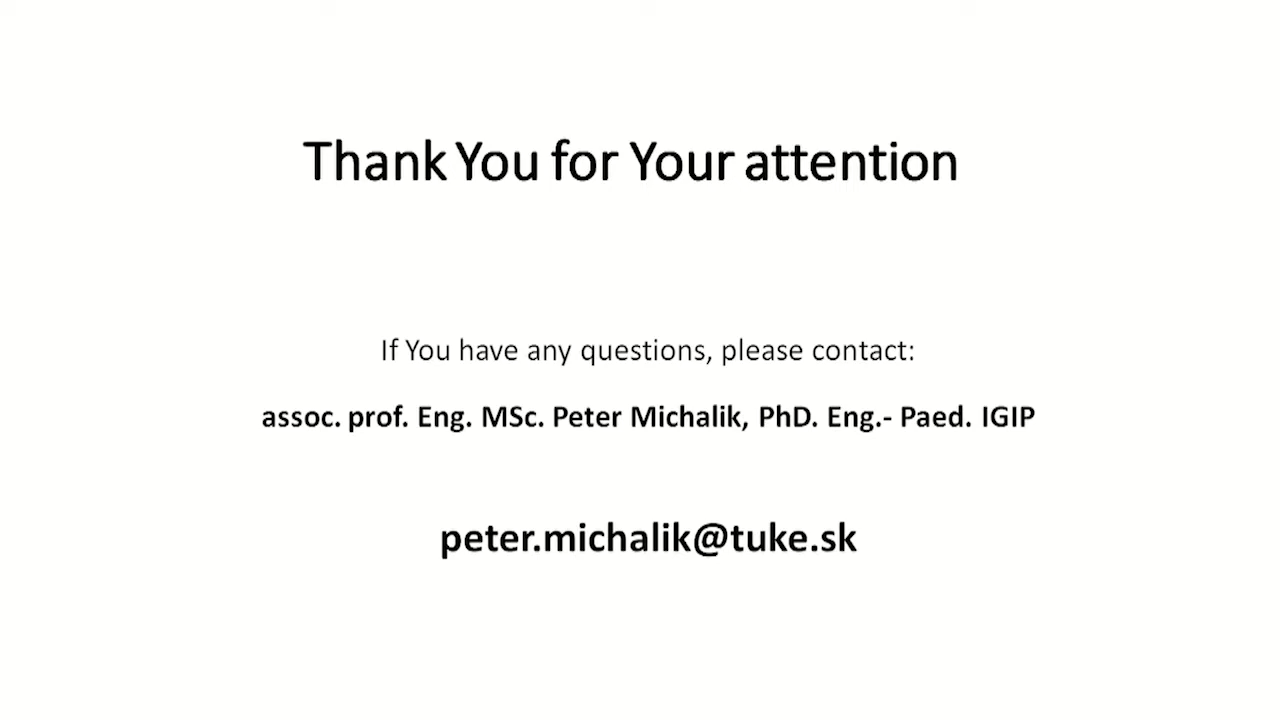 Thank You for Your attention
If You have any questions, please contact:
assoc. prof. Eng. MSc. Peter Michalik, PhD. Eng.- Paed. IGIP
peter.michalik@tuke.sk